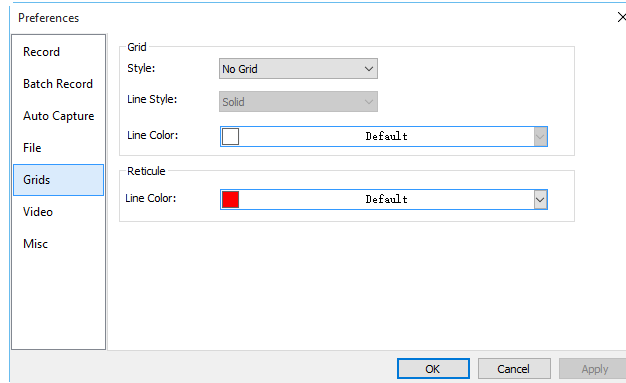 Preferences
Record
Batch Record
Auto Capture
File
Grids
Video
Misc
Grid
Style: No Grid
Line Style: Solid
Line Color: Default
Reticule
Line Color: Default
OK Cancel Apply